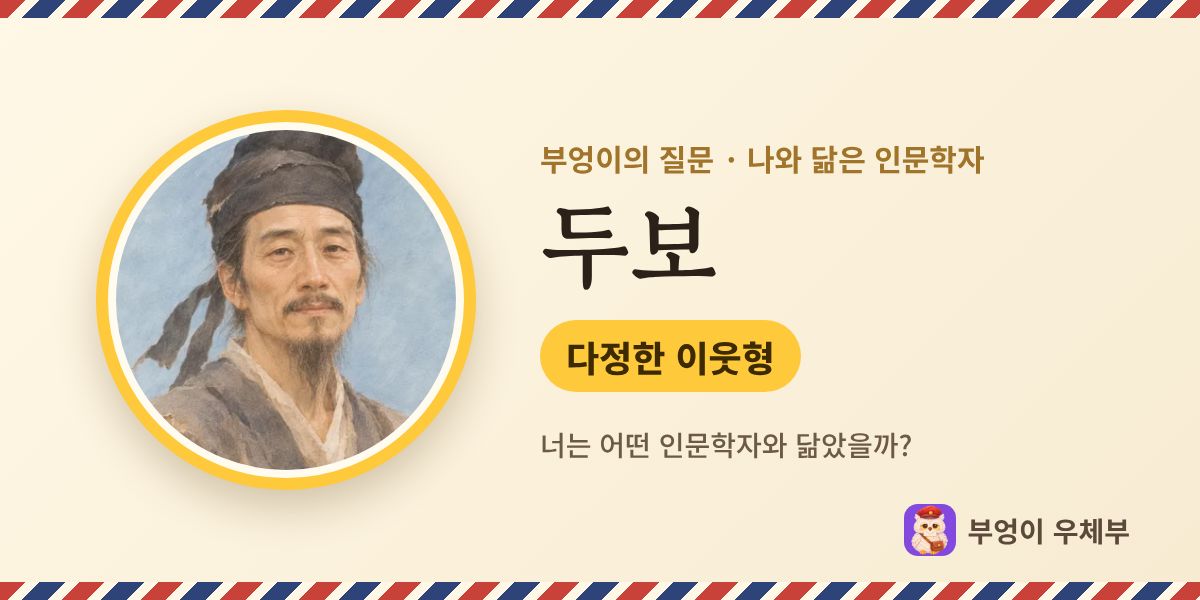 부엉이의 질문 · 나와 닮은 인문학자
두보
다정한 이웃형
너는 어떤 인문학자와 닮았을까?
부엉이 우체부